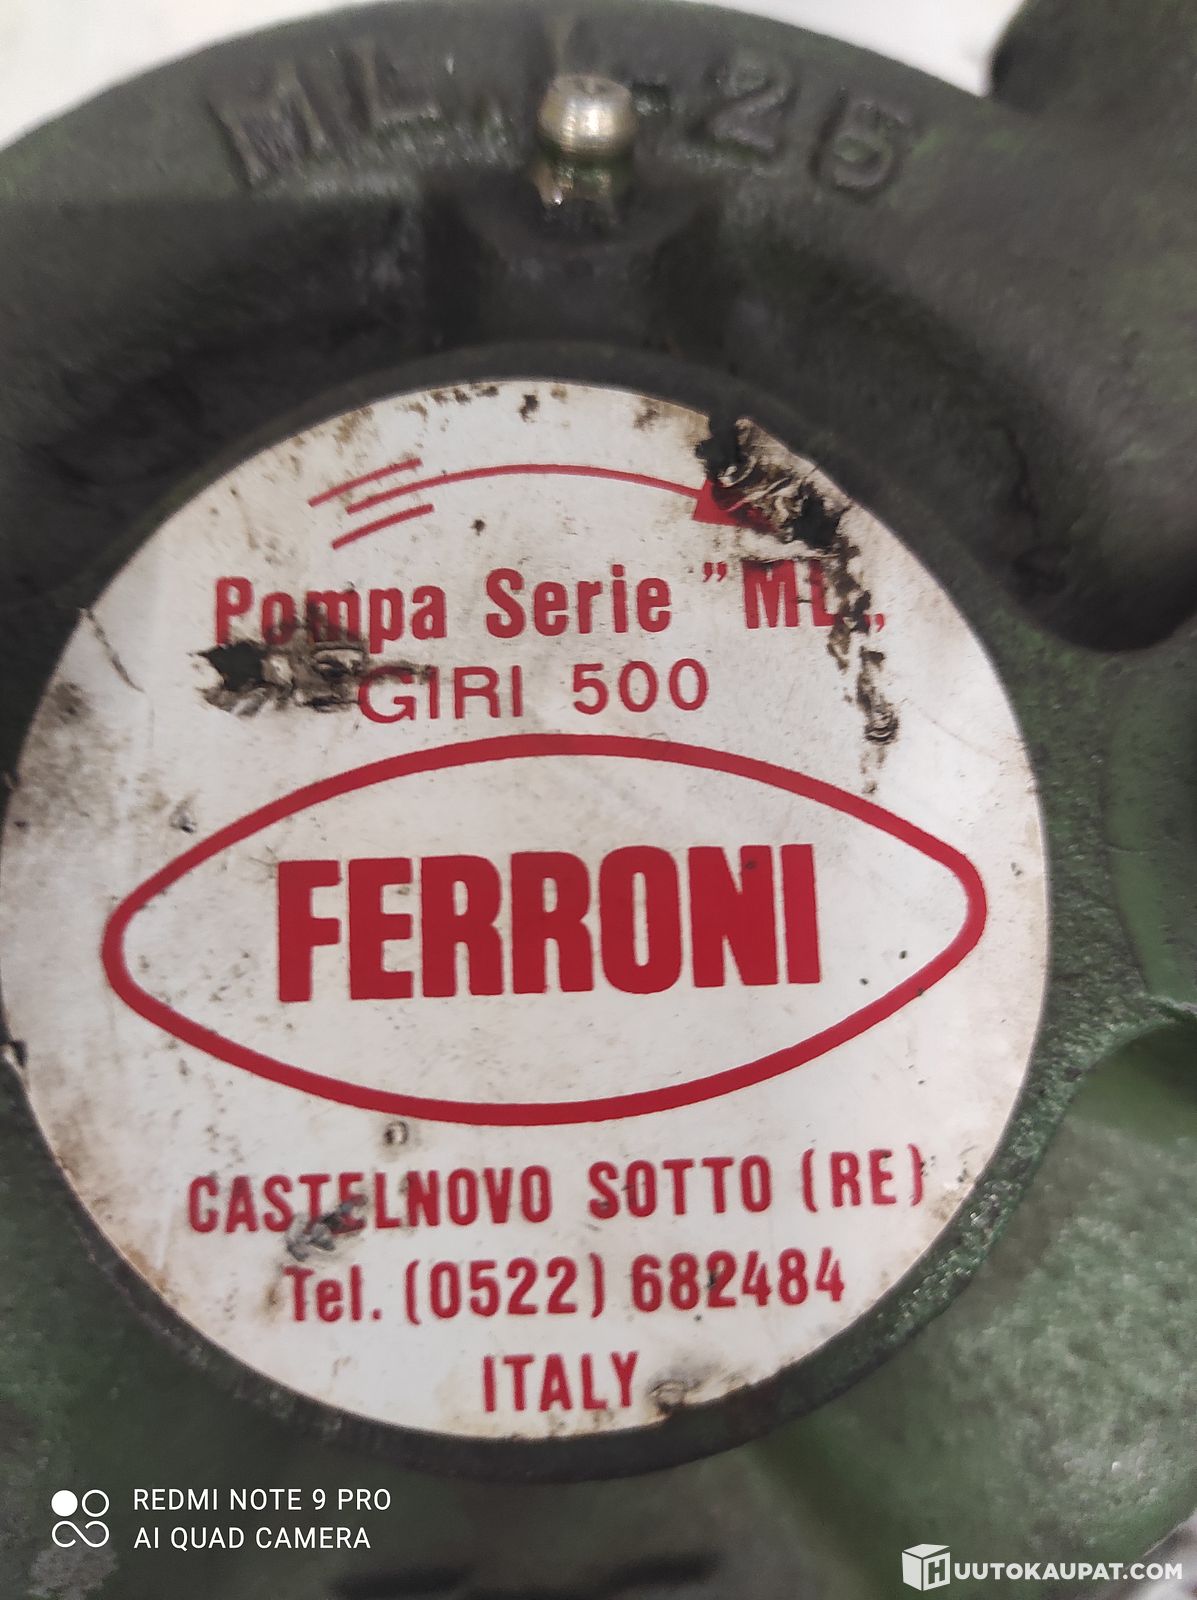 ML 25
Pompa Serie "ML„
GIRI 500
FERRONI
CASTELNOVO SOTTO (RE)
Tel. (0522) 682484
ITALY
REDMI NOTE 9 PRO
AI QUAD CAMERA
HUUTOKAUPAT.COM